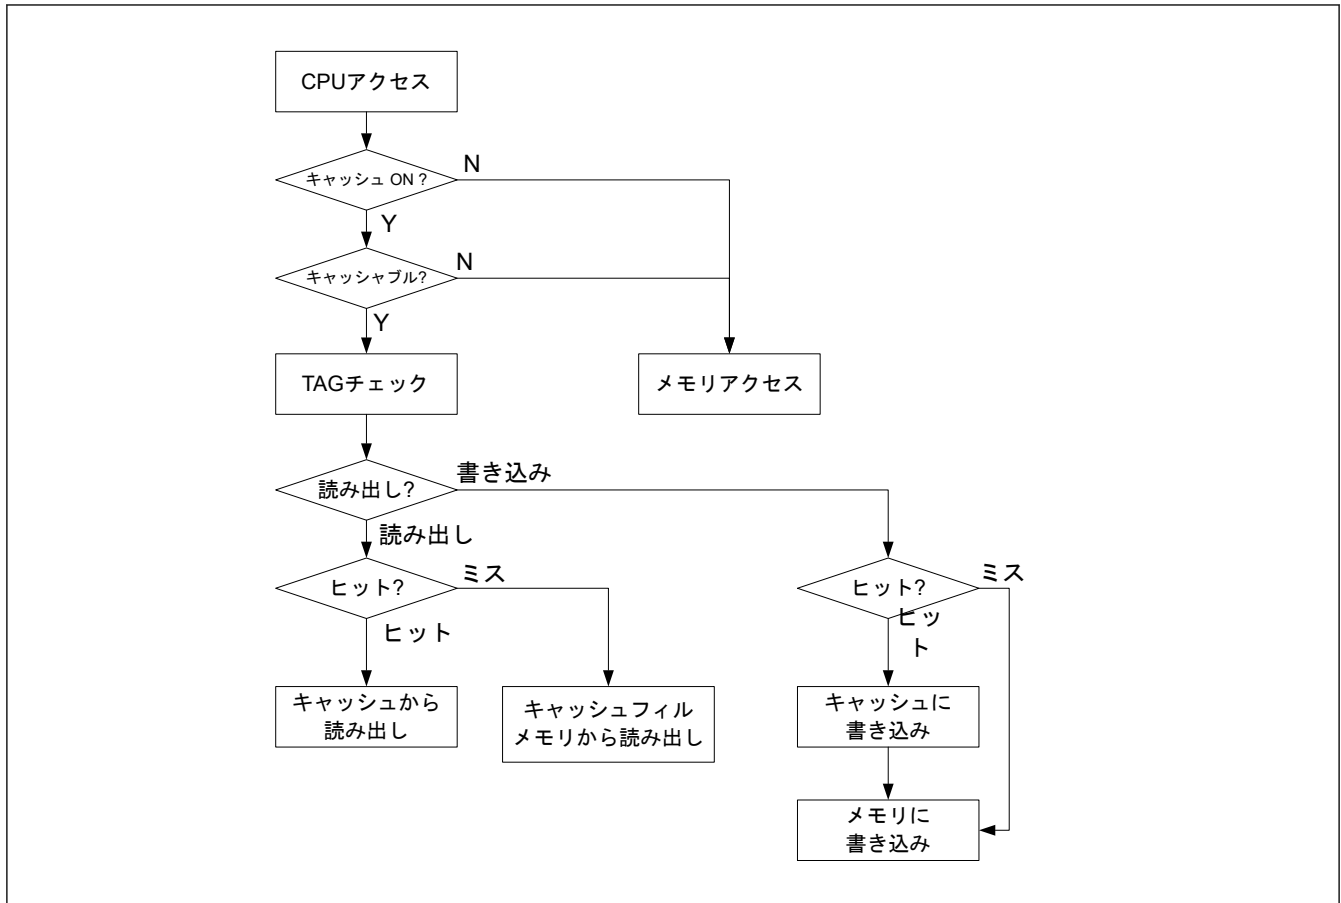 CPUアクセス
キャッシュ ON ?
N
Y
キャッシャブル?
N
Y
TAGチェック
メモリアクセス
読み出し?
書き込み
読み出し
ヒット?
ミス
ヒット
ヒット?
ミス
ヒッ
ト
キャッシュから
読み出し
キャッシュフィル
メモリから読み出し
キャッシュに
書き込み
メモリに
書き込み